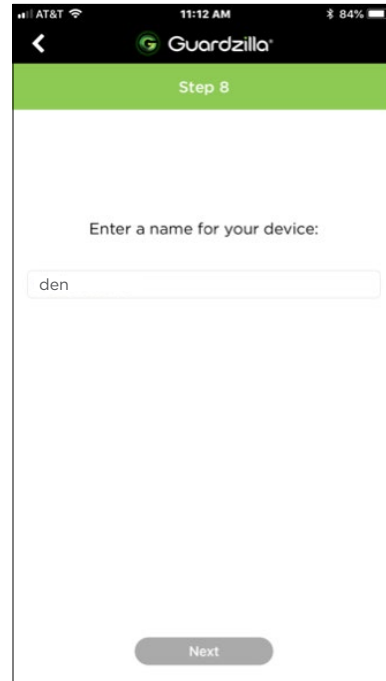 AT&T 11:12 AM 84%
Guardzilla®
Step 8
Enter a name for your device:
den
Next